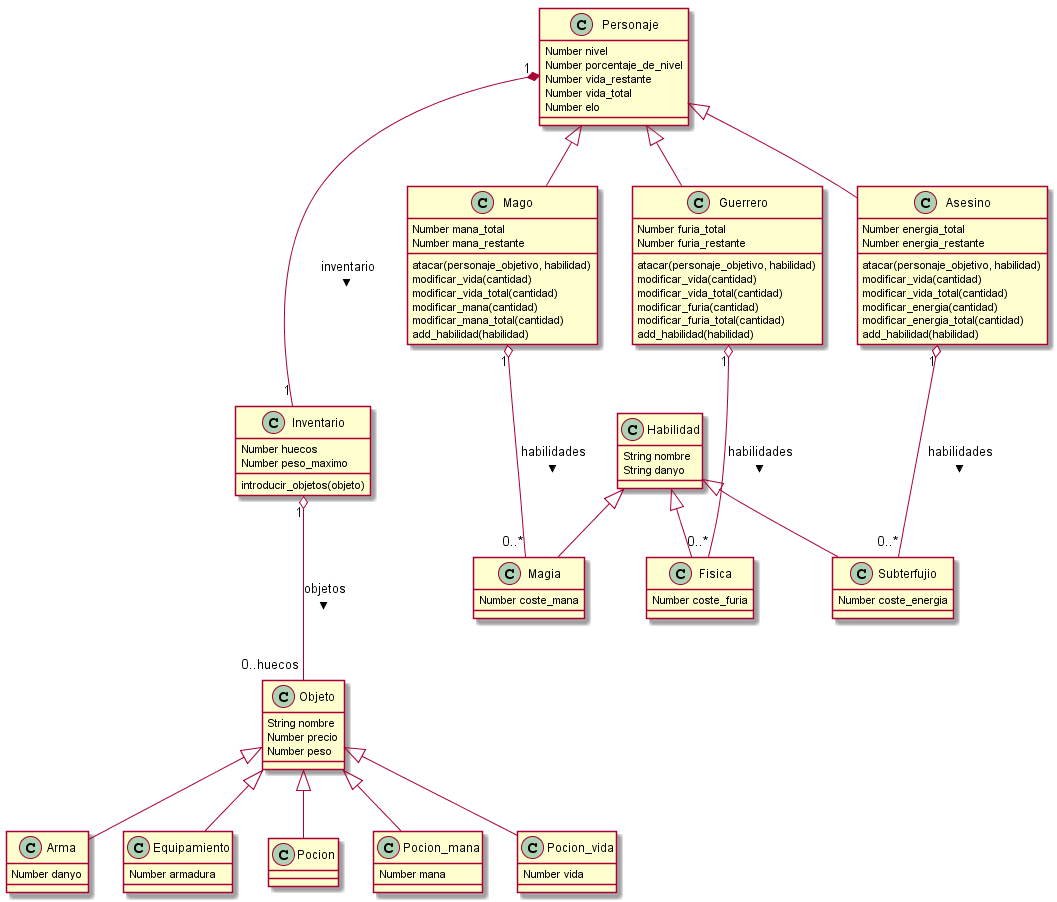 C Personaje
Number nivel
Number porcentaje_de_nivel
Number vida_restante
Number vida_total
Number elo
1
C Mago
Number mana_total
Number mana_restante
atacar(personaje_objetivo, habilidad)
modificar_vida(cantidad)
modificar_vida_total(cantidad)
modificar_mana(cantidad)
modificar_mana_total(cantidad)
add_habilidad(habilidad)
C Guerrero
Number furia_total
Number furia_restante
atacar(personaje_objetivo, habilidad)
modificar_vida(cantidad)
modificar_vida_total(cantidad)
modificar_furia(cantidad)
modificar_furia_total(cantidad)
add_habilidad(habilidad)
C Asesino
Number energia_total
Number energia_restante
atacar(personaje_objetivo, habilidad)
modificar_vida(cantidad)
modificar_vida_total(cantidad)
modificar_energia(cantidad)
modificar_energia_total(cantidad)
add_habilidad(habilidad)
inventario
1
1
1
1
C Inventario
Number huecos
Number peso_maximo
introducir_objetos(objeto)
C Habilidad
String nombre
String danyo
habilidades
habilidades
habilidades
1
0..*
0..*
0..*
C Magia
Number coste_mana
C Fisica
Number coste_furia
C Subterfujio
Number coste_energia
objetos
0..huecos
C Objeto
String nombre
Number precio
Number peso
C Arma
Number danyo
C Equipamiento
Number armadura
C Pocion
C Pocion_mana
Number mana
C Pocion_vida
Number vida